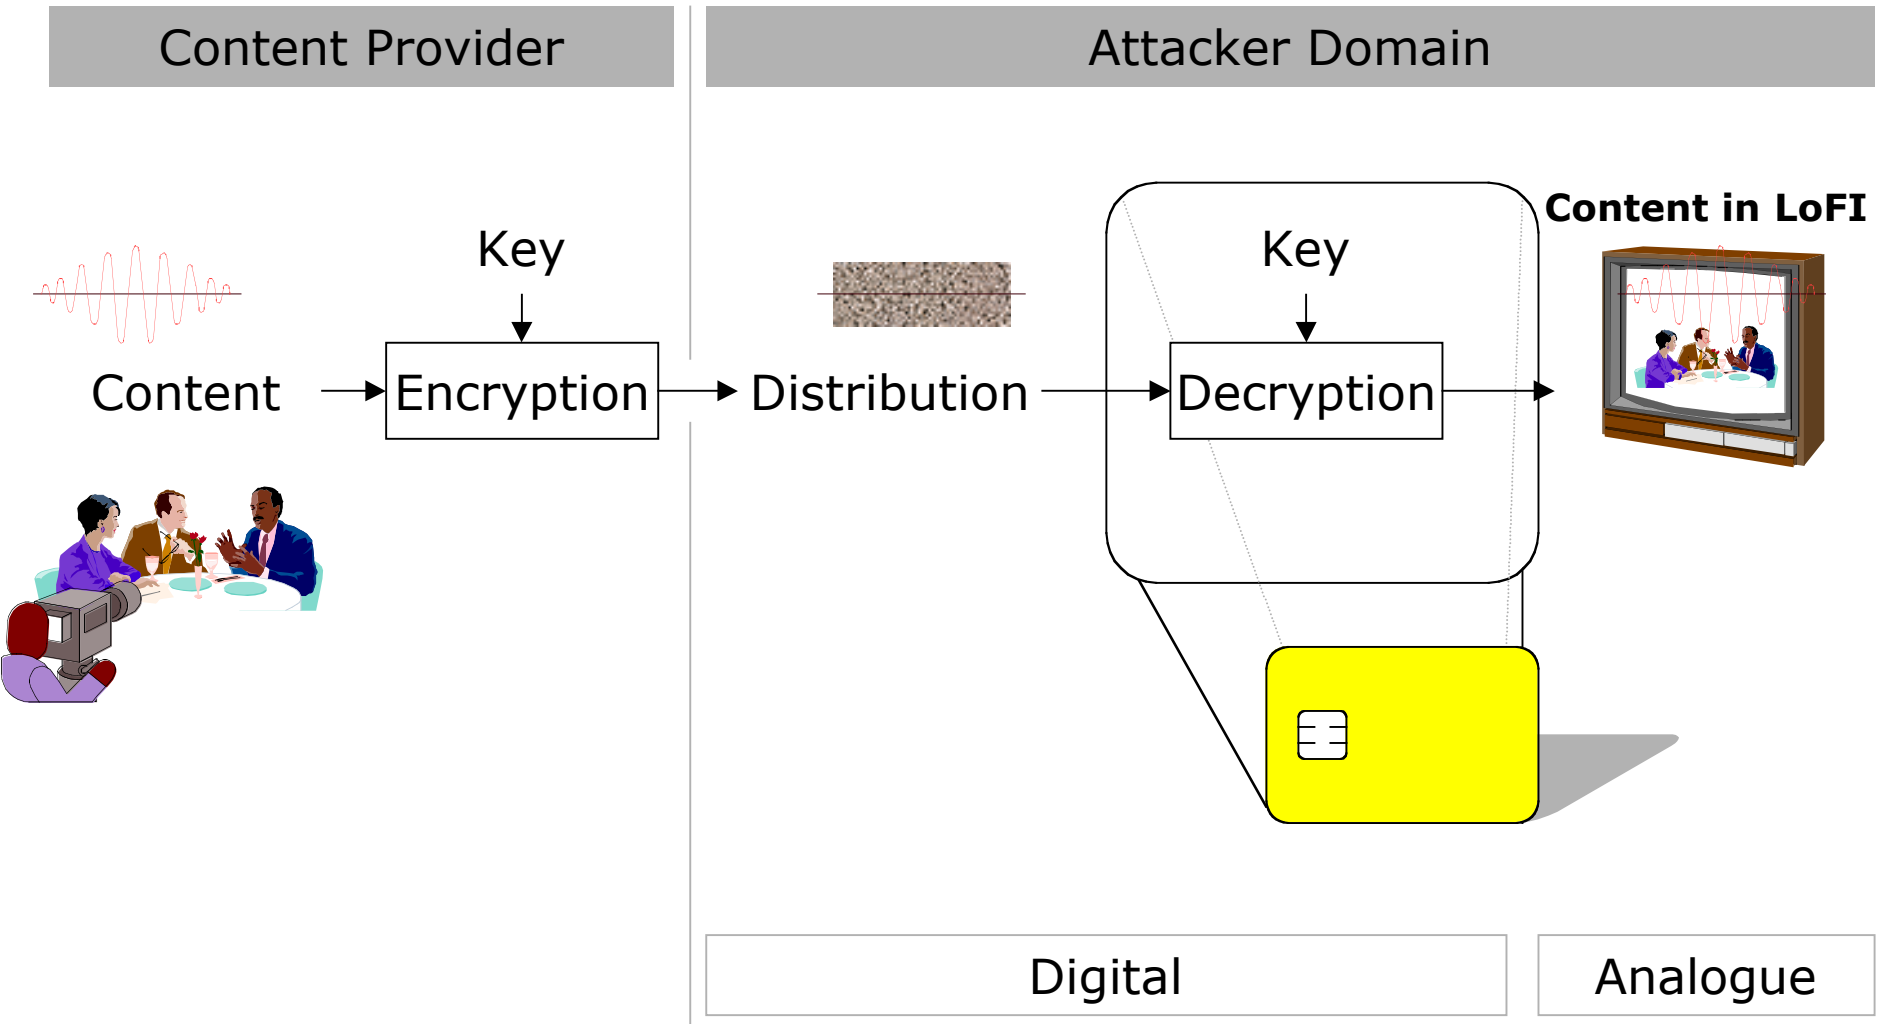 Content Provider
Attacker Domain
Content in LoFI
Key
Key
Content
Encryption
Distribution
Decryption
Digital
Analogue